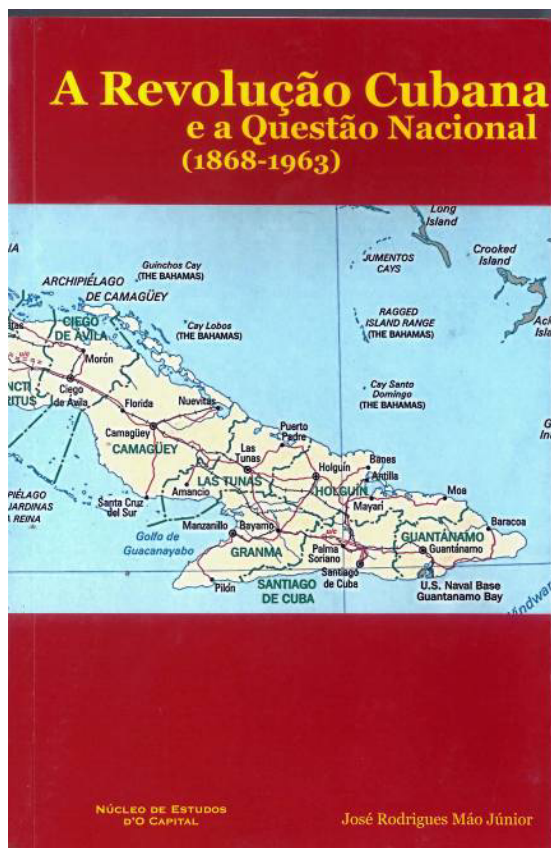 A Revolução Cubana
e a Questão Nacional
(1868-1963)
Long
Island
Crooked
Island
Guinchos Cay
(THE BAHAMAS)
JUMENTOS
CAYS
ARCHIPIÉLAGO
DE CAMAGÜEY
RAGGED
ISLAND RANGE
(THE BAHAMAS)
CIEGO
DE ÁVILA
Cay Lobos
(THE BAHAMAS)
Morón
Cay Santo
Domingo
(THE BAHAMAS)
Ciego
de Ávila
Florida
Nuevitas
Camagüey
CAMAGÜEY
Puerto
Padre
Las
Tunas
Banes
Holguín
Antilla
LAS TUNAS
HOLGUÍN
Amancio
Moa
Santa Cruz
del Sur
Mayarí
Manzanillo
Bayamo
Baracoa
Golfo de
Guacanayabo
GUANTÁNAMO
GRANMA
Palma
Soriano
Guantánamo
Santiago
de Cuba
Pilón
SANTIAGO
DE CUBA
U.S. Naval Base
Guantanamo Bay
Windwar
NÚCLEO DE ESTUDOS
D'O CAPITAL
José Rodrigues Máo Júnior